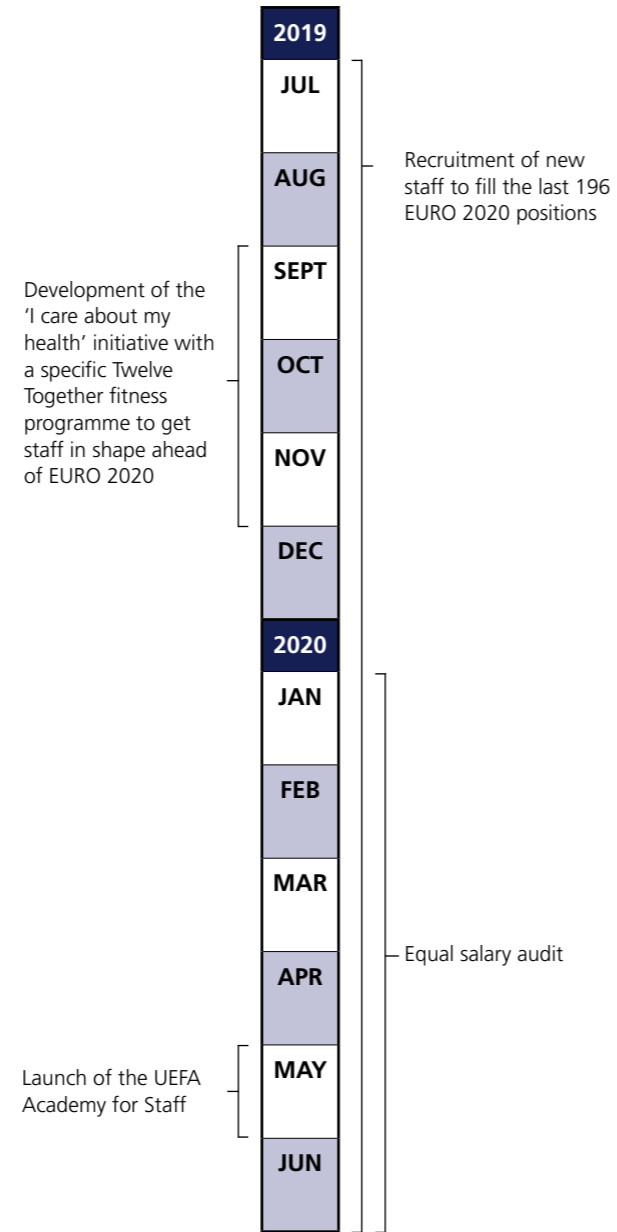 2019
JUL
Recruitment of new
staff to fill the last 196
EURO 2020 positions
AUG
SEPT
Development of the
‘I care about my
health’ initiative with
a specific Twelve
Together fitness
programme to get
staff in shape ahead
of EURO 2020
OCT
NOV
DEC
2020
JAN
FEB
MAR
Equal salary audit
APR
MAY
Launch of the UEFA
Academy for Staff
JUN